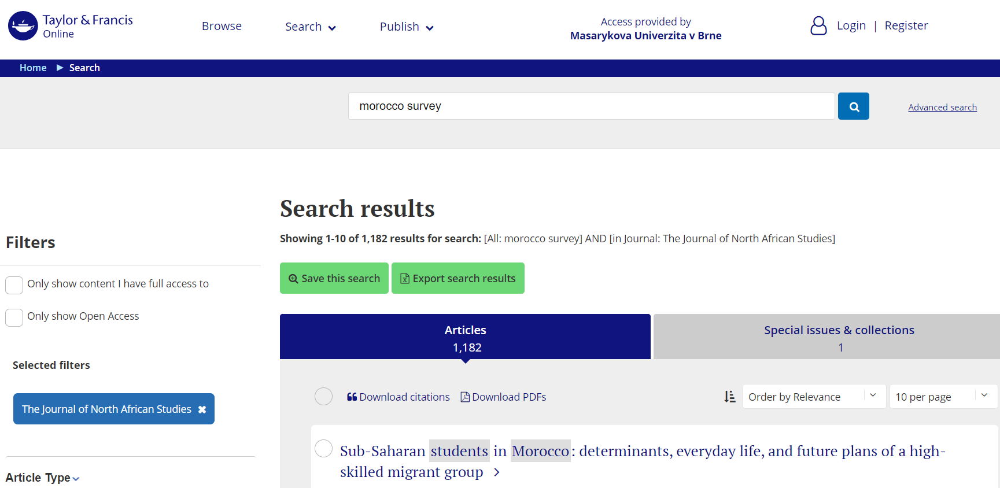 Taylor & Francis
Online
Browse
Search
Publish
Access provided by
Masarykova Univerzita v Brne
Login | Register
Home ▶ Search
morocco survey
Advanced search
Search results
Showing 1-10 of 1,182 results for search: [All: morocco survey] AND [in Journal: The Journal of North African Studies]
Filters
Only show content I have full access to
Only show Open Access
Selected filters
The Journal of North African Studies ✖
Article Type
Save this search
Export search results
Articles
1,182
Special issues & collections
1
Download citations
Download PDFs
Order by Relevance
10 per page
Sub-Saharan students in Morocco: determinants, everyday life, and future plans of a high-
skilled migrant group >